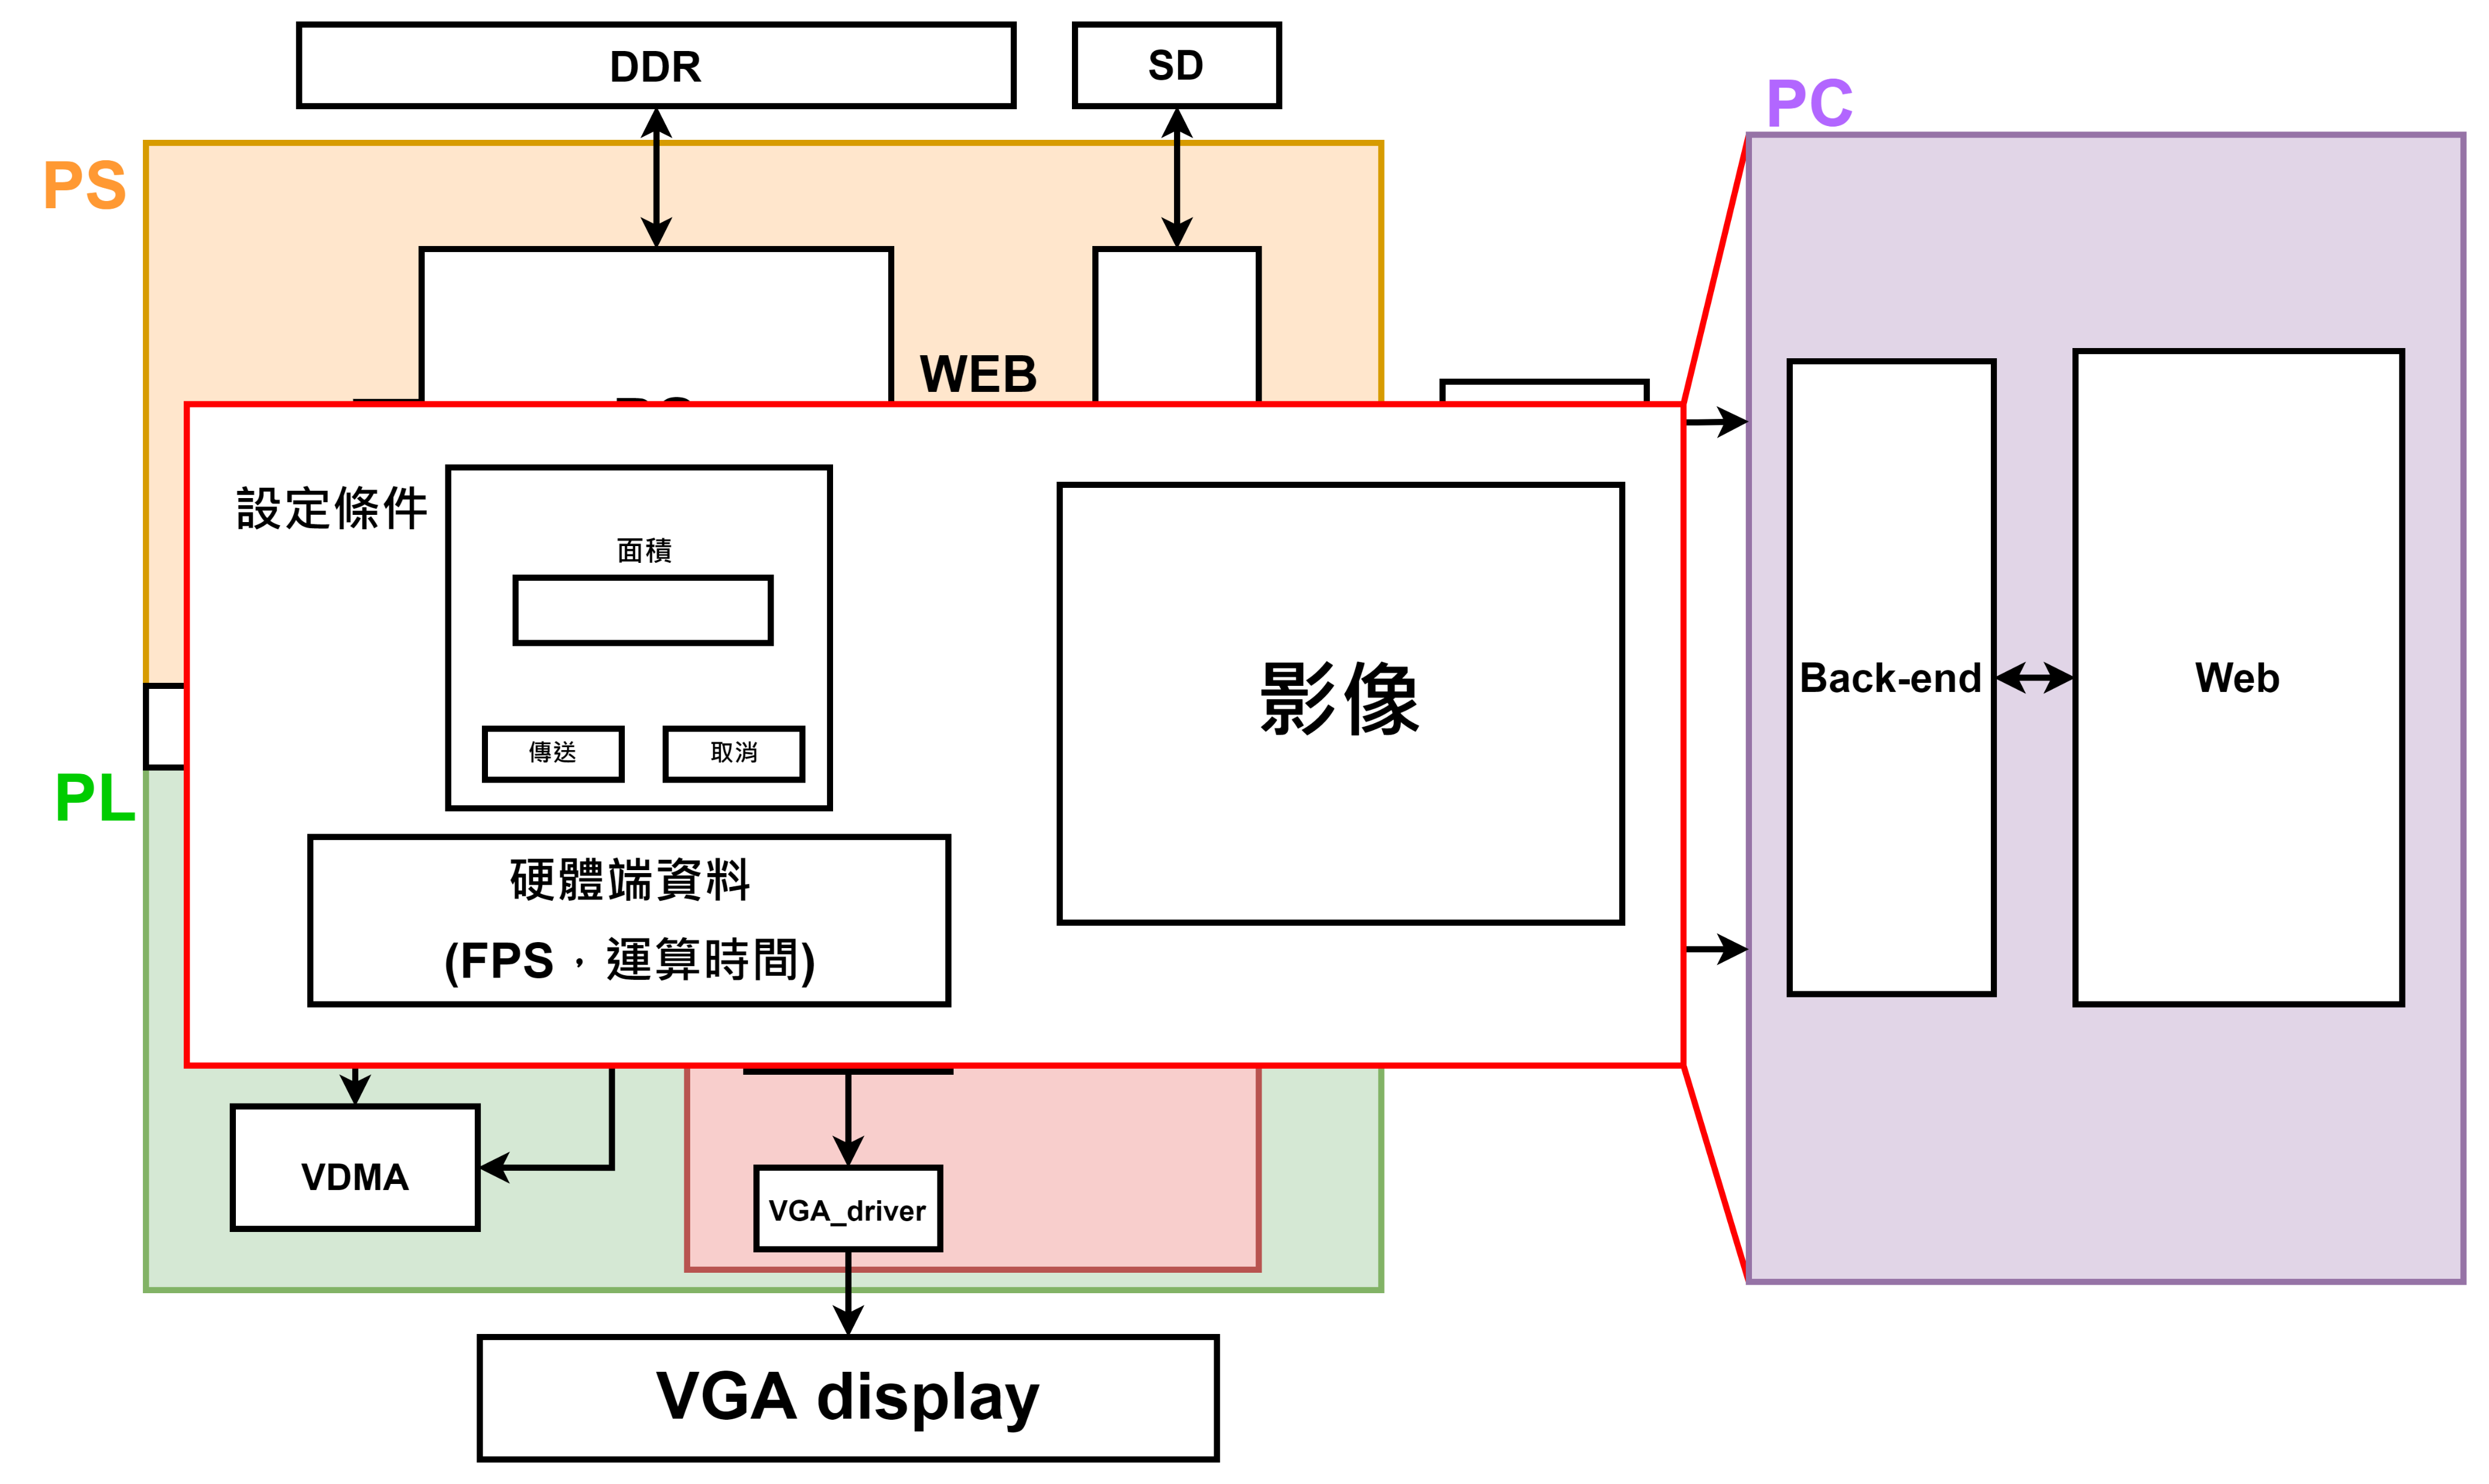 DDR
SD
PC
PS
WEB
設定條件
面積
傳送
取消
影像
硬體端資料
(FPS，運算時間)
Back-end
Web
PL
VDMA
VGA_driver
VGA display